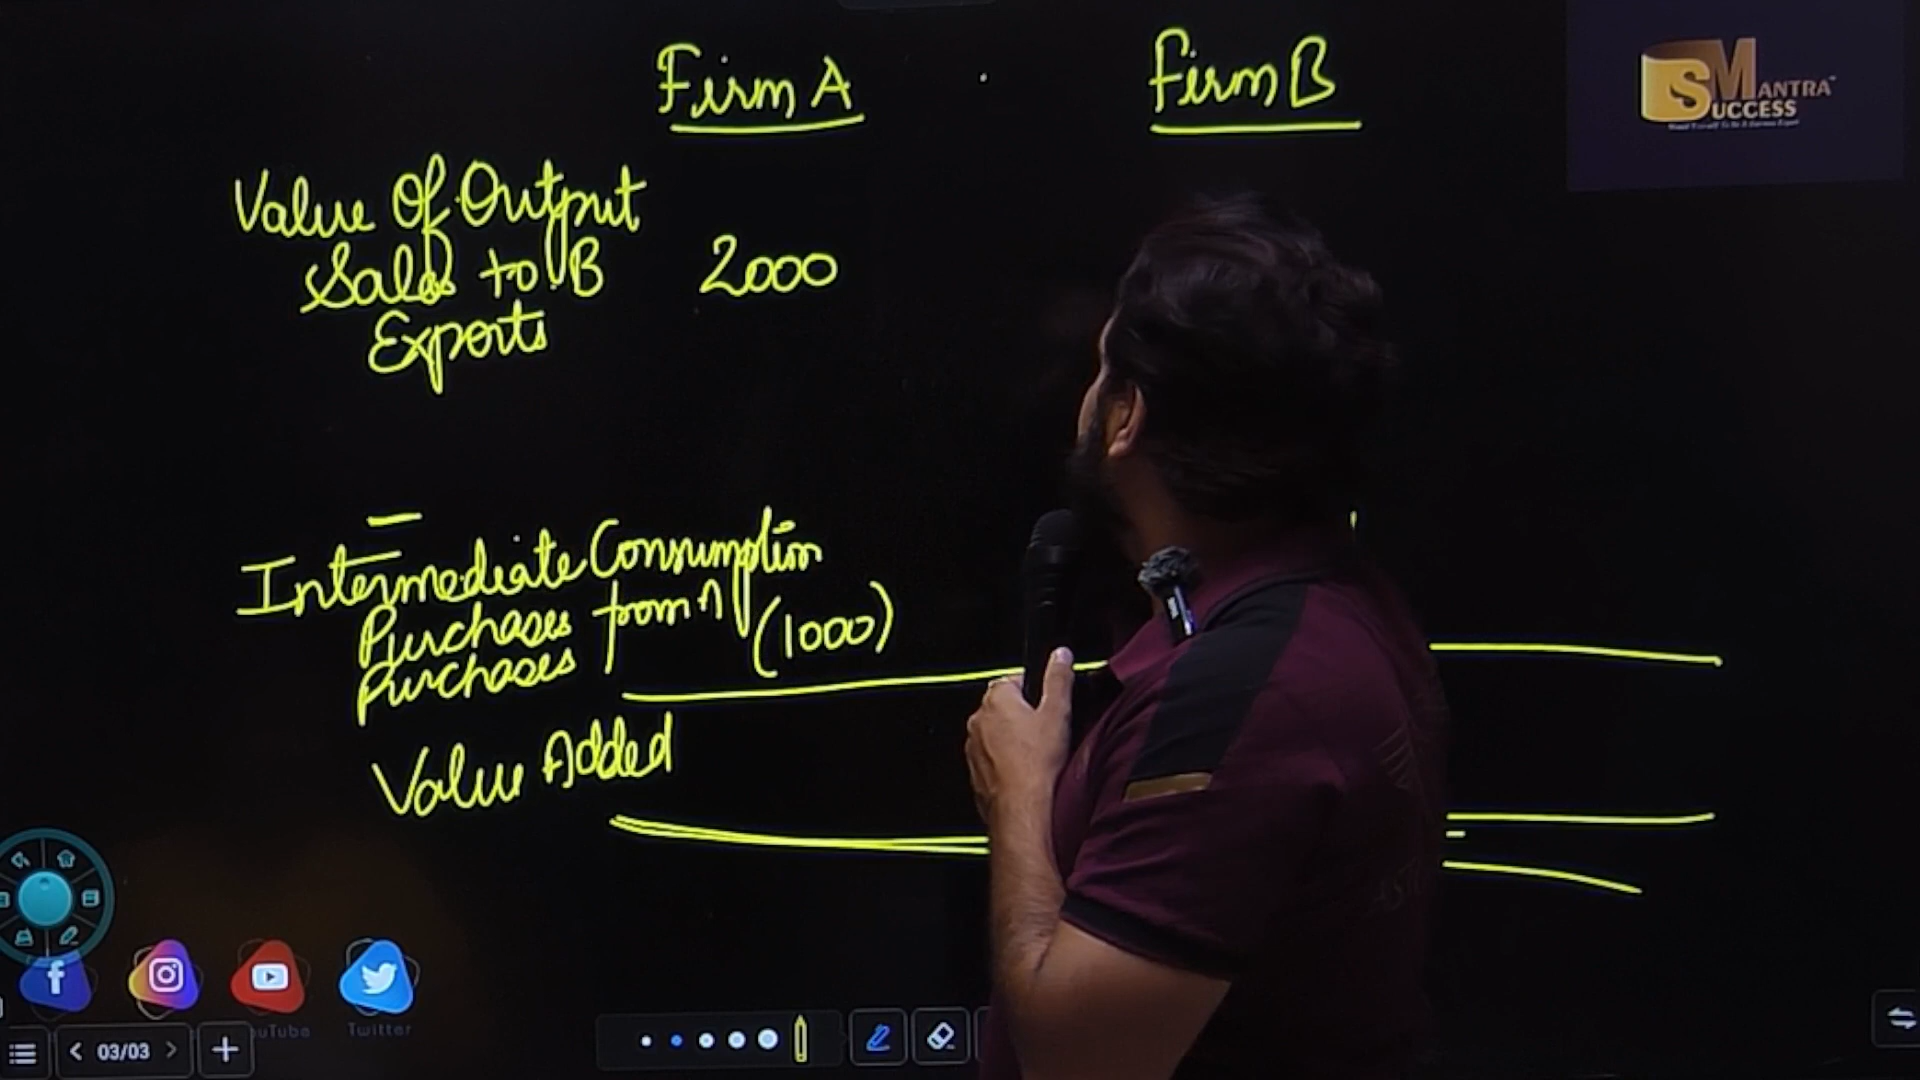 Firm A Firm B
Value Of Output
Sales to B 2000
Exports
Intermediate Consumption
Purchases from A (1000)
Purchases
Value Added
SUCCESS MANTRA
Twitter
03/03